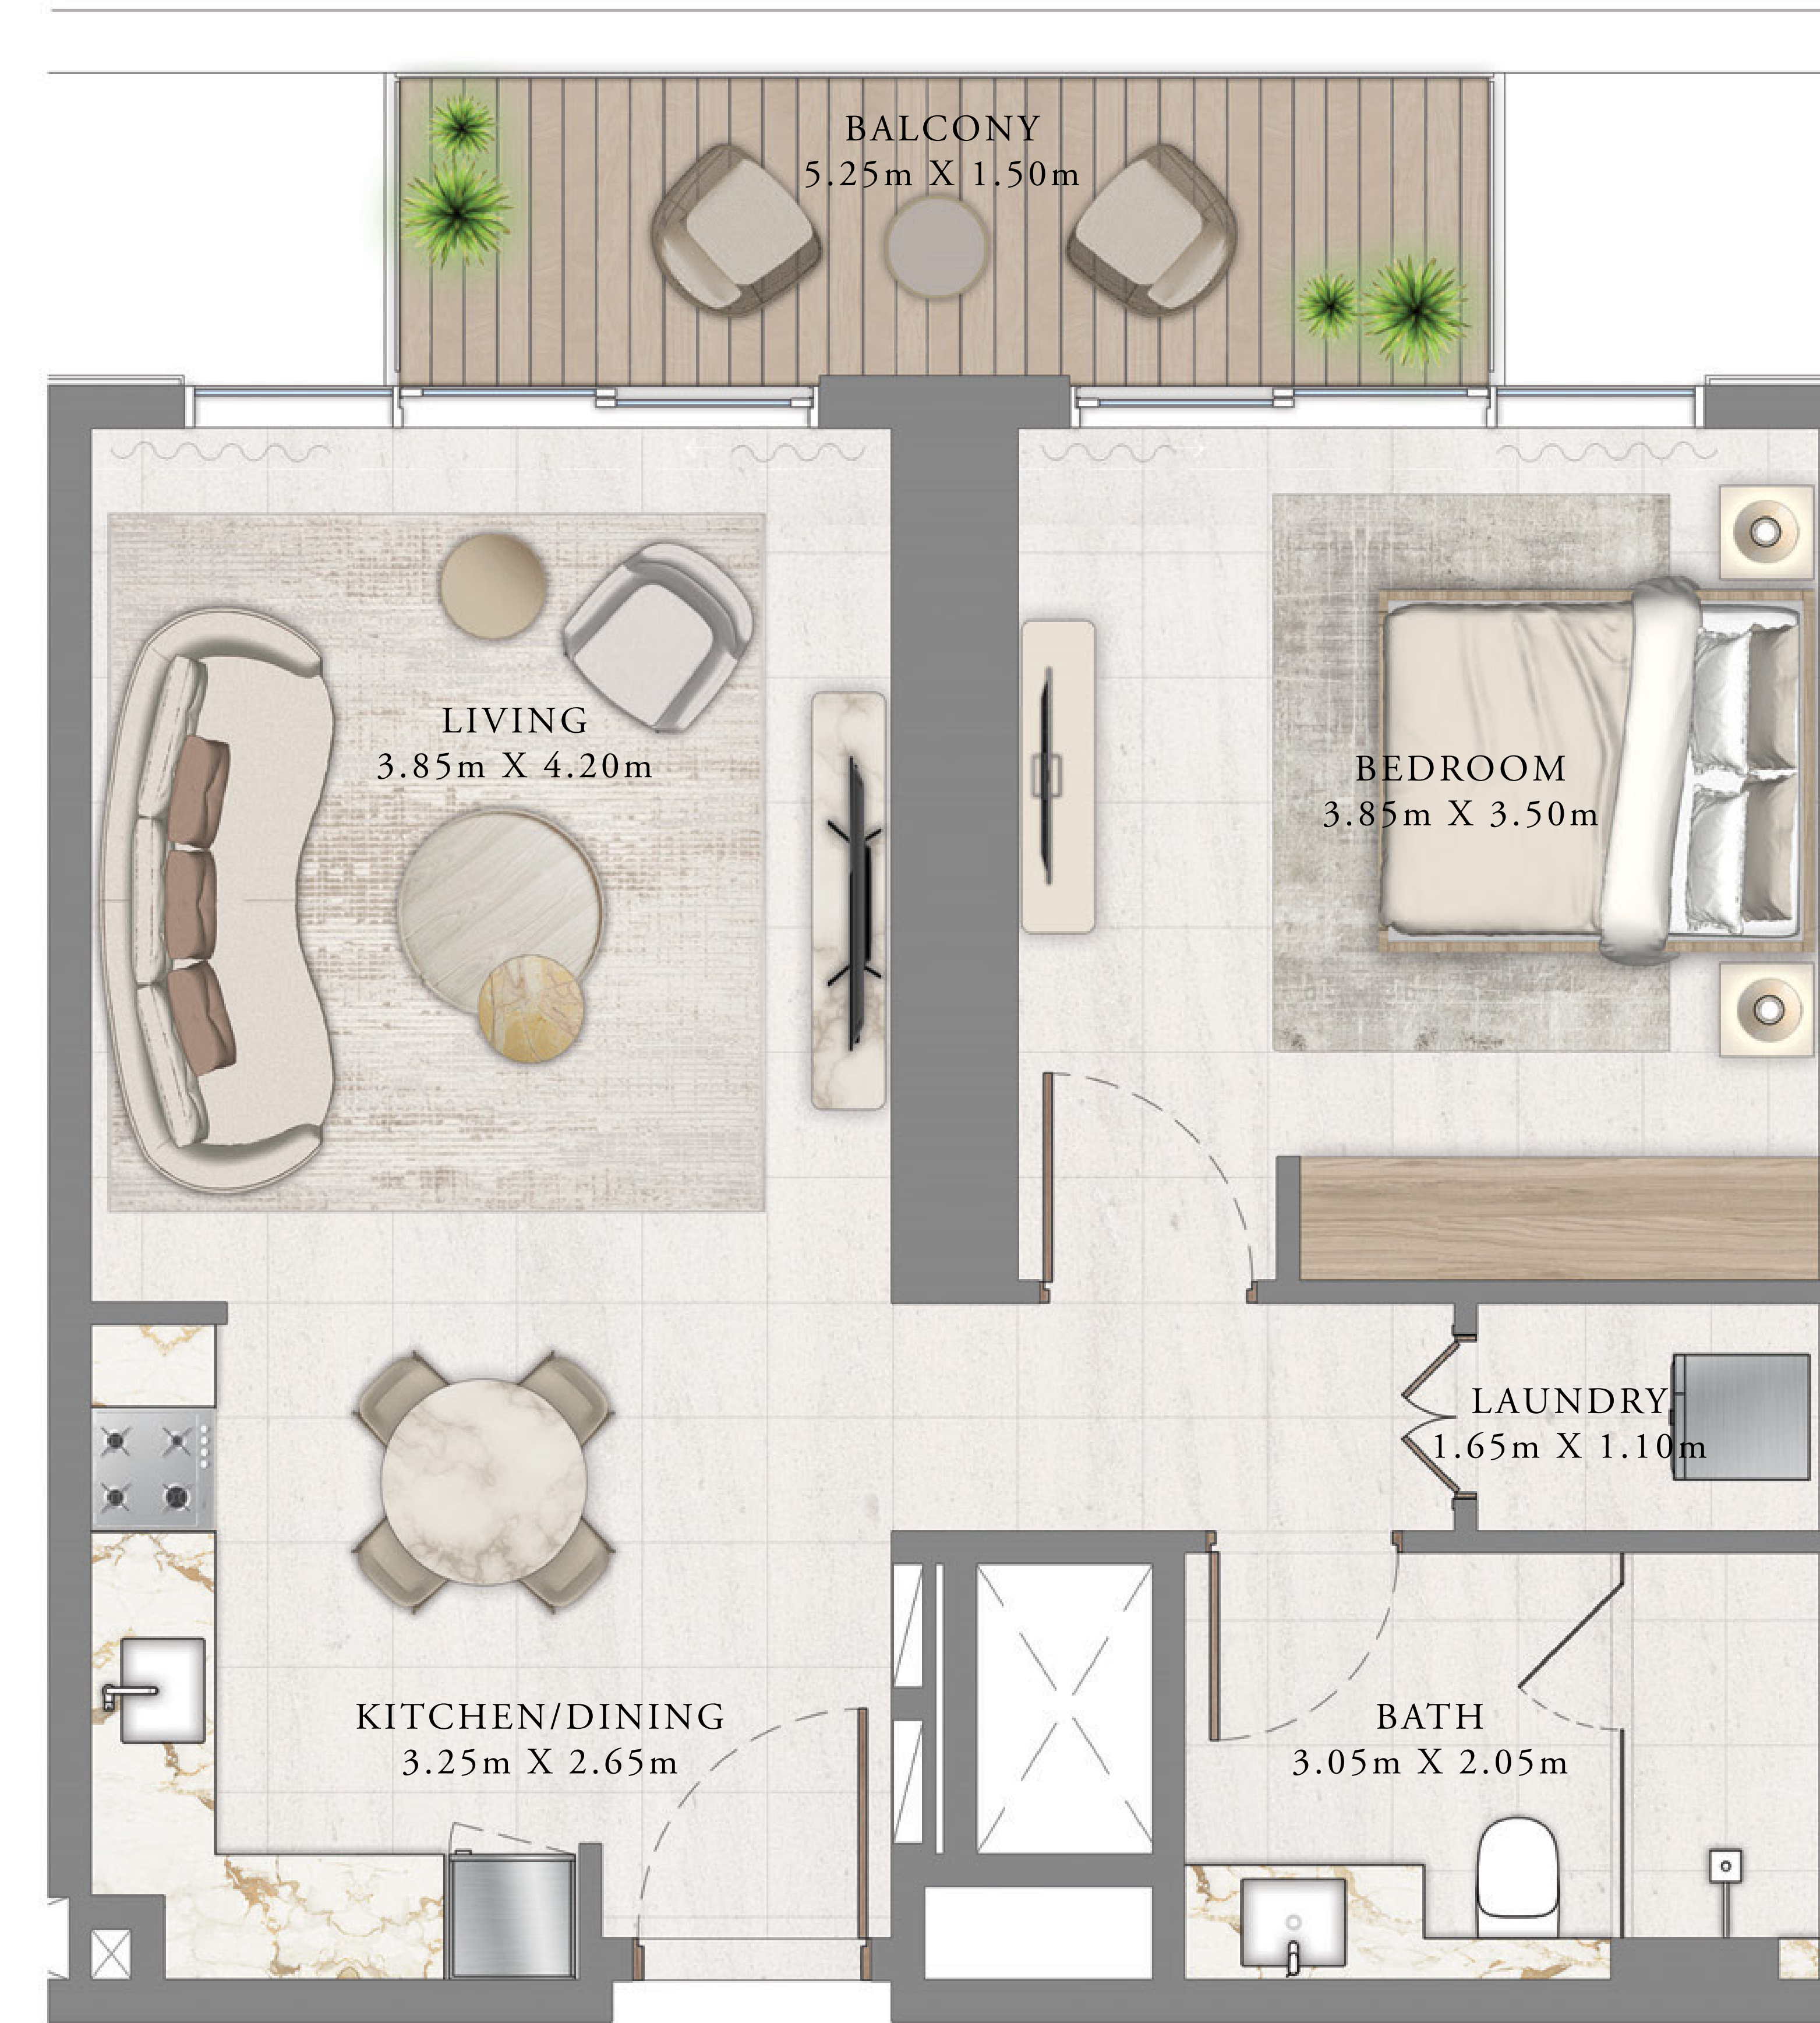 BALCONY
5.25m X 1.50m
LIVING
3.85m X 4.20m
BEDROOM
3.85m X 3.50m
LAUNDRY
1.65m X 1.10m
KITCHEN/DINING
3.25m X 2.65m
BATH
3.05m X 2.05m